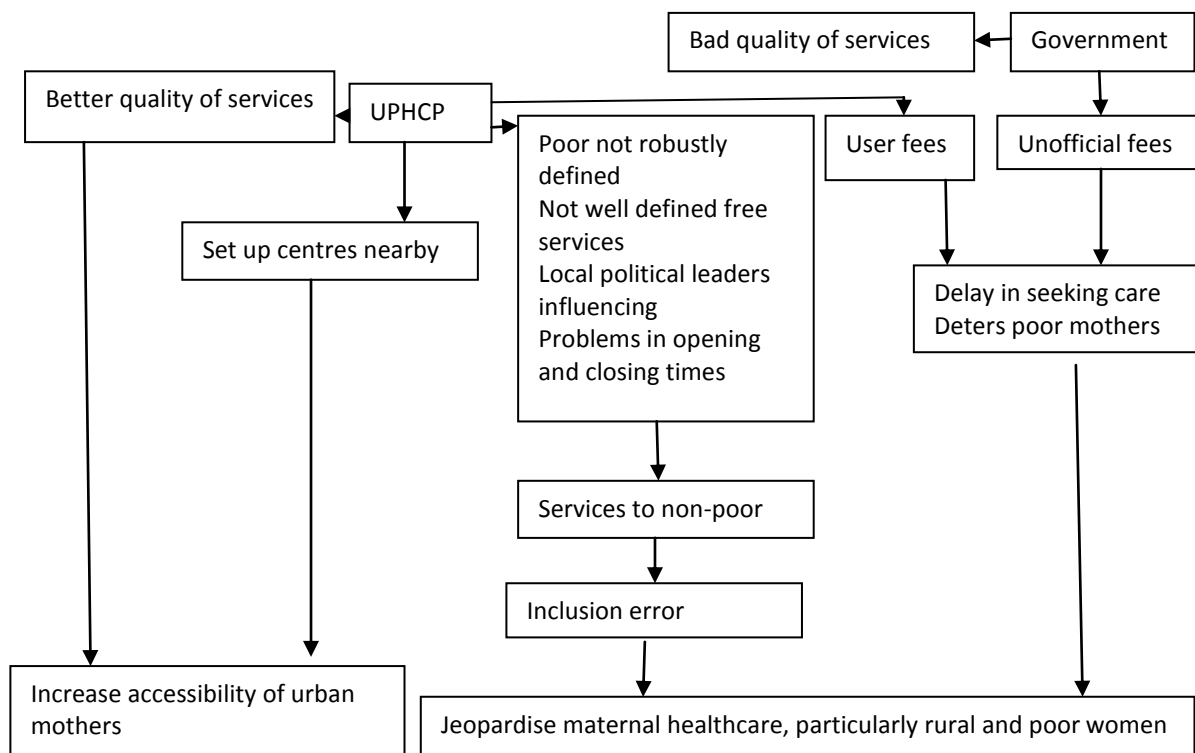 Bad quality of services
Government
Better quality of services
UPHCP
Poor not robustly
defined
Not well defined free
services
Local political leaders
influencing
Problems in opening
and closing times
User fees
Unofficial fees
Set up centres nearby
Delay in seeking care
Deters poor mothers
Services to non-poor
Inclusion error
Increase accessibility of urban
mothers
Jeopardise maternal healthcare, particularly rural and poor women